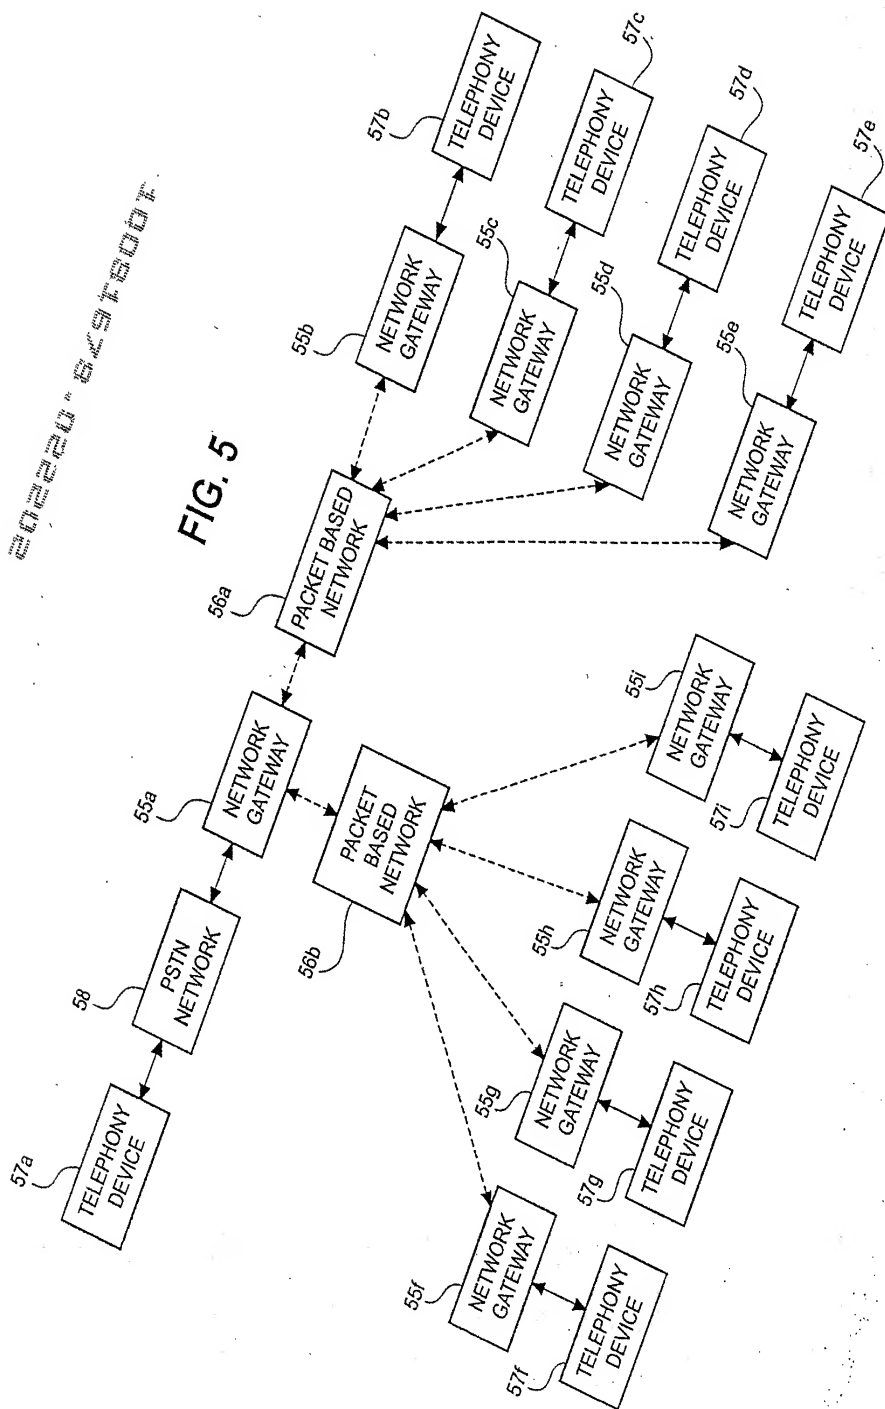 10081679.022202
FIG. 5
57a
TELEPHONY
DEVICE
58
PSTN
NETWORK
55a
NETWORK
GATEWAY
56a
PACKET BASED
NETWORK
55b
NETWORK
GATEWAY
57b
TELEPHONY
DEVICE
55c
NETWORK
GATEWAY
57c
TELEPHONY
DEVICE
55d
NETWORK
GATEWAY
57d
TELEPHONY
DEVICE
55e
NETWORK
GATEWAY
57e
TELEPHONY
DEVICE
56b
PACKET
BASED
NETWORK
55f
NETWORK
GATEWAY
57f
TELEPHONY
DEVICE
55g
NETWORK
GATEWAY
57g
TELEPHONY
DEVICE
55h
NETWORK
GATEWAY
57h
TELEPHONY
DEVICE
55i
NETWORK
GATEWAY
57i
TELEPHONY
DEVICE